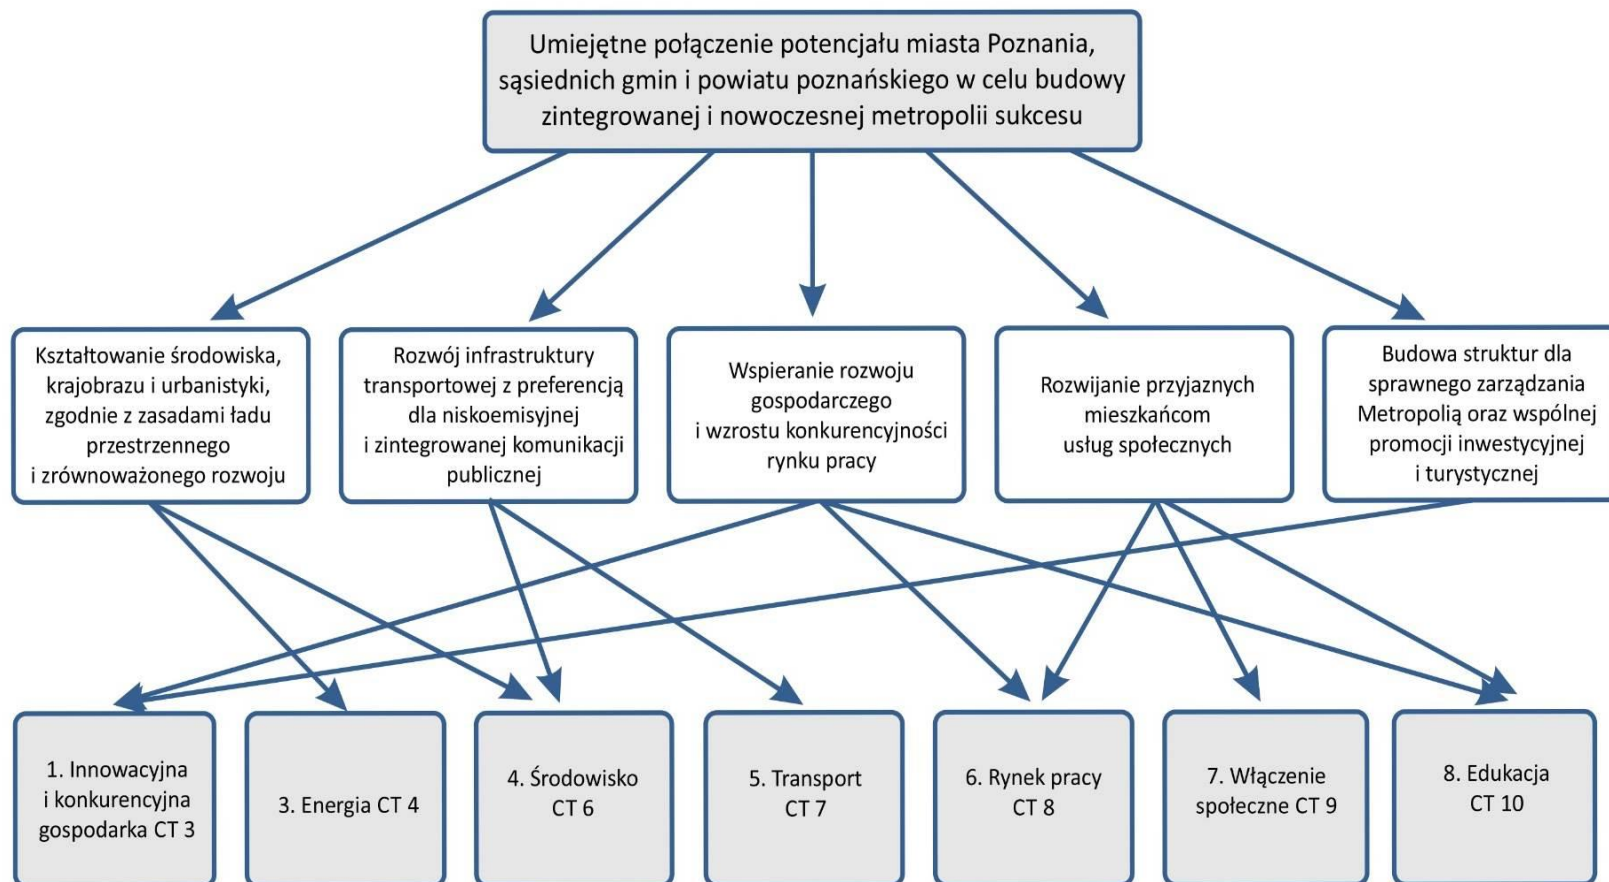 Umiejętne połączenie potencjału miasta Poznania,
sąsiednich gmin i powiatu poznańskiego w celu budowy
zintegrowanej i nowoczesnej metropolii sukcesu
Kształtowanie środowiska,
krajobrazu i urbanistyki,
zgodnie z zasadami ładu
przestrzennego
i zrównoważonego rozwoju
Rozwój infrastruktury
transportowej z preferencją
dla niskoemisyjnej
i zintegrowanej komunikacji
publicznej
Wspieranie rozwoju
gospodarczego
i wzrostu konkurencyjności
rynku pracy
Rozwijanie przyjaznych
mieszkańcom
usług społecznych
Budowa struktur dla
sprawnego zarządzania
Metropolią oraz wspólnej
promocji inwestycyjnej
i turystycznej
1. Innowacyjna
i konkurencyjna
gospodarka CT 3
3. Energia CT 4
4. Środowisko
CT 6
5. Transport
CT 7
6. Rynek pracy
CT 8
7. Włączenie
społeczne CT 9
8. Edukacja
CT 10